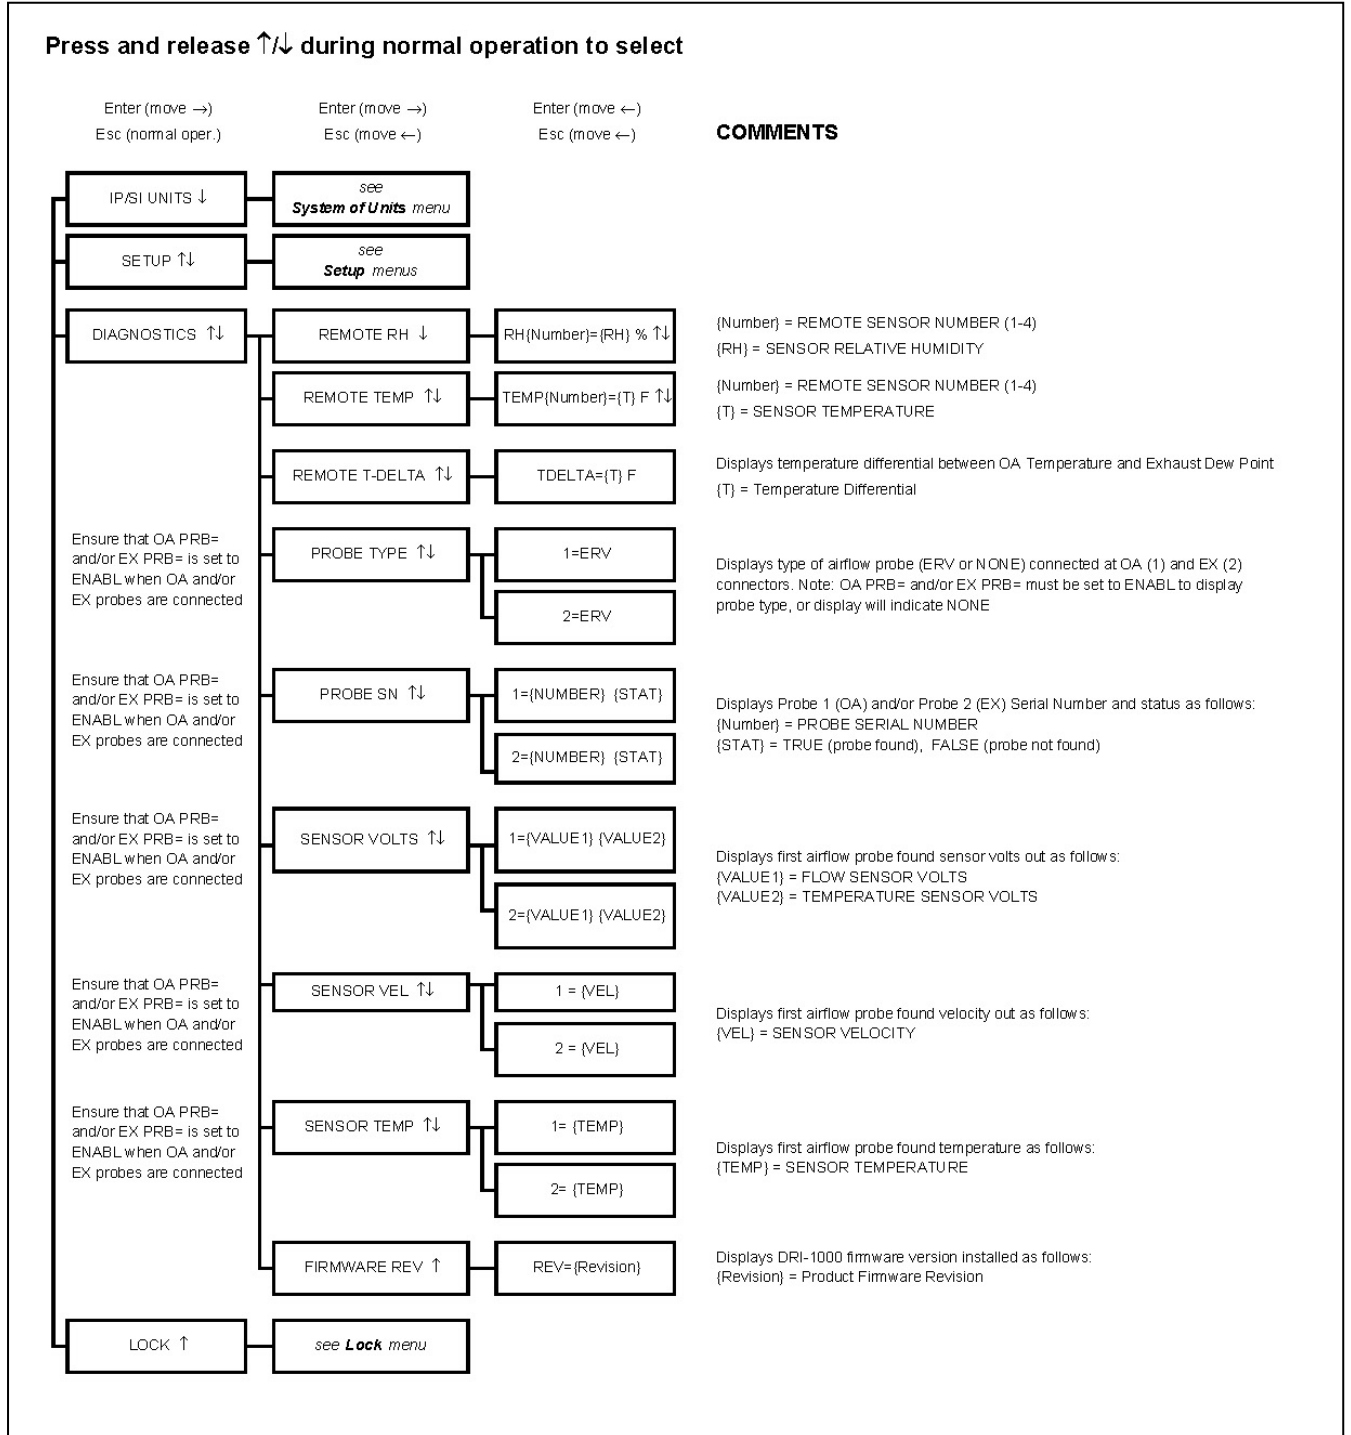 Press and release ↑/↓ during normal operation to select
Enter (move →)
Esc (normal oper.)
Enter (move →)
Esc (move ←)
Enter (move ←)
Esc (move ←)
COMMENTS
IP/SI UNITS ↓
see
System of Units menu
SETUP ↑↓
see
Setup menus
DIAGNOSTICS ↑↓
REMOTE RH ↓
RH{Number}={RH} % ↑↓
{Number} = REMOTE SENSOR NUMBER (1-4)
{RH} = SENSOR RELATIVE HUMIDITY
REMOTE TEMP ↑↓
TEMP{Number}={T} F ↑↓
{Number} = REMOTE SENSOR NUMBER (1-4)
{T} = SENSOR TEMPERATURE
REMOTE T-DELTA ↑↓
TDELTA={T} F
Displays temperature differential between OA Temperature and Exhaust Dew Point
{T} = Temperature Differential
Ensure that OA PRB=
and/or EX PRB= is set to
ENABL when OA and/or
EX probes are connected
PROBE TYPE ↑↓
1=ERV
2=ERV
Displays type of airflow probe (ERV or NONE) connected at OA (1) and EX (2)
connectors. Note: OA PRB= and/or EX PRB= must be set to ENABL to display
probe type, or display will indicate NONE
Ensure that OA PRB=
and/or EX PRB= is set to
ENABL when OA and/or
EX probes are connected
PROBE SN ↑↓
1={NUMBER} {STAT}
2={NUMBER} {STAT}
Displays Probe 1 (OA) and/or Probe 2 (EX) Serial Number and status as follows:
{Number} = PROBE SERIAL NUMBER
{STAT} = TRUE (probe found), FALSE (probe not found)
Ensure that OA PRB=
and/or EX PRB= is set to
ENABL when OA and/or
EX probes are connected
SENSOR VOLTS ↑↓
1={VALUE1} {VALUE2}
2={VALUE1} {VALUE2}
Displays first airflow probe found sensor volts out as follows:
{VALUE1} = FLOW SENSOR VOLTS
{VALUE2} = TEMPERATURE SENSOR VOLTS
Ensure that OA PRB=
and/or EX PRB= is set to
ENABL when OA and/or
EX probes are connected
SENSOR VEL ↑↓
1 = {VEL}
2 = {VEL}
Displays first airflow probe found velocity out as follows:
{VEL} = SENSOR VELOCITY
Ensure that OA PRB=
and/or EX PRB= is set to
ENABL when OA and/or
EX probes are connected
SENSOR TEMP ↑↓
1= {TEMP}
2= {TEMP}
Displays first airflow probe found temperature as follows:
{TEMP} = SENSOR TEMPERATURE
FIRMWARE REV ↑
REV={Revision}
Displays DRI-1000 firmware version installed as follows:
{Revision} = Product Firmware Revision
LOCK ↑
see Lock menu